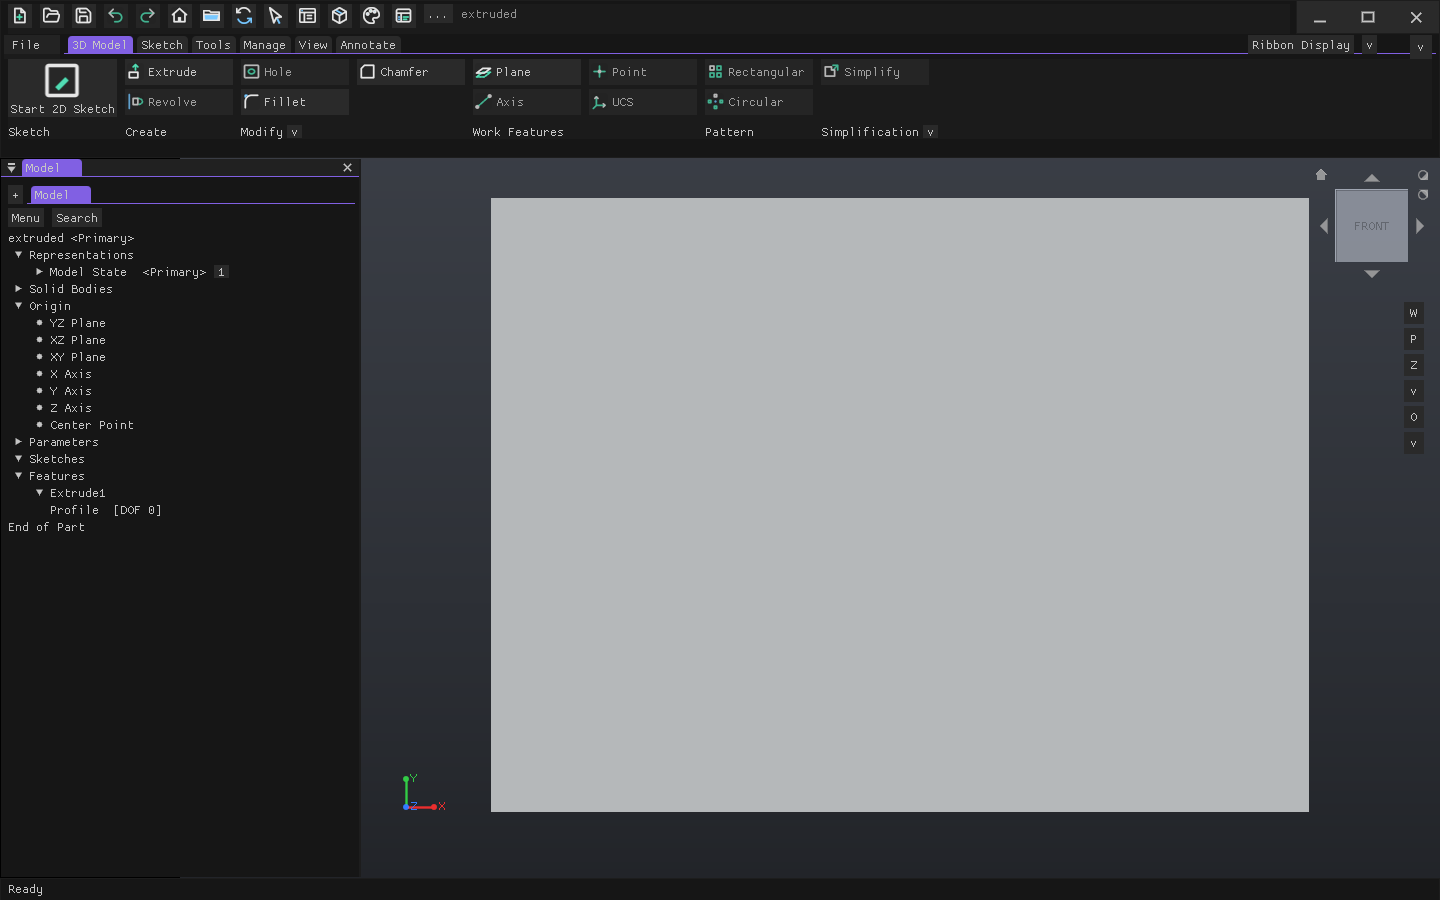 ... extruded
File 3D Model Sketch Tools Manage View Annotate Ribbon Display v v
Start 2D Sketch Extrude Hole Chamfer Plane Point Rectangular Simplify
Revolve Fillet Axis UCS Circular
Sketch Create Modify v Work Features Pattern Simplification v
Model
+ Model
Menu Search
extruded <Primary>
Representations
Model State <Primary> 1
Solid Bodies
Origin
YZ Plane
XZ Plane
XY Plane
X Axis
Y Axis
Z Axis
Center Point
Parameters
Sketches
Features
Extrude1
Profile [DOF 0]
End of Part
FRONT
W
P
Z
v
O
v
Y
Z X
Ready